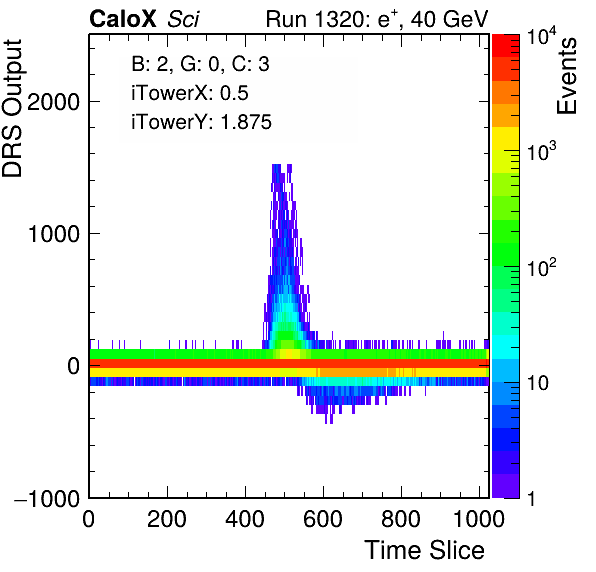 CaloX Sci Run 1320: e⁺, 40 GeV
B: 2, G: 0, C: 3
iTowerX: 0.5
iTowerY: 1.875
DRS Output
2000
1000
0
−1000
0 200 400 600 800 1000
Time Slice
Events
10⁴
10³
10²
10
1